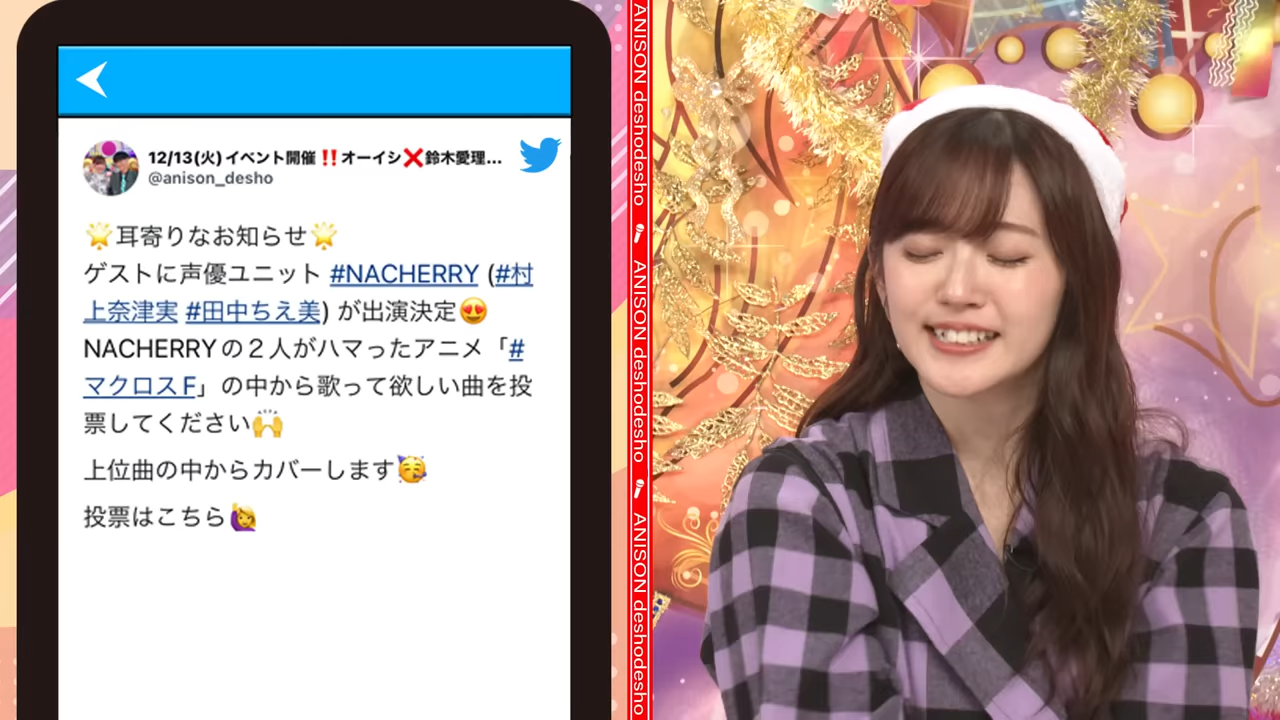 12/13(火)イベント開催‼️オーイシ❌鈴木愛理...
@anison_desho
🌟耳寄りなお知らせ🌟
ゲストに声優ユニット #NACHERRY (#村
上奈津実 #田中ちえ美) が出演決定😍
NACHERRYの２人がハマったアニメ「#
マクロスF」の中から歌って欲しい曲を投
票してください🙌
上位曲の中からカバーします🥳
投票はこちら🙋‍♀️
ANISON deshodesho
ANISON deshodesho
ANISON deshodesho